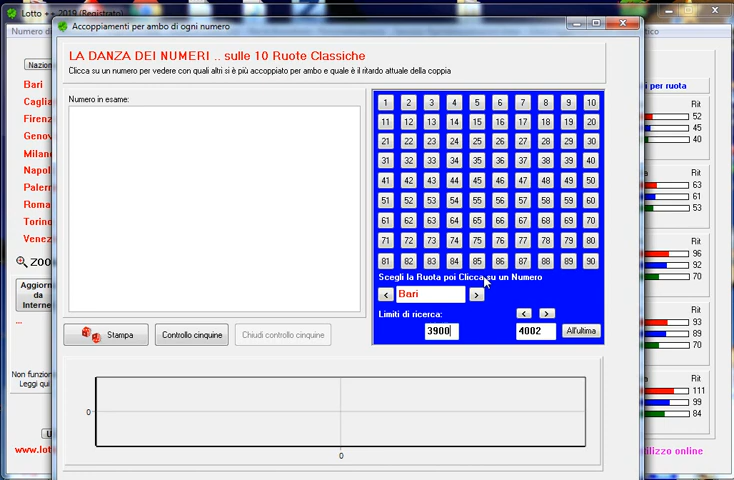 Lotto ++ 2019 (Registrato)
Accoppiamenti per ambo di ogni numero
Numero di
LA DANZA DEI NUMERI .. sulle 10 Ruote Classiche
Clicca su un numero per vedere con quali altri si è più accoppiato per ambo e quale è il ritardo attuale della coppia
Nazion
Bari
Cagliar
Firenz
Genov
Milano
Napol
Palerm
Roma
Torino
Venez
ZOO
Aggiorn
da
Interne
...
Non funzion
Leggi qui
U
www.lott
Numero in esame:
1 2 3 4 5 6 7 8 9 10
11 12 13 14 15 16 17 18 19 20
21 22 23 24 25 26 27 28 29 30
31 32 33 34 35 36 37 38 39 40
41 42 43 44 45 46 47 48 49 50
51 52 53 54 55 56 57 58 59 60
61 62 63 64 65 66 67 68 69 70
71 72 73 74 75 76 77 78 79 80
81 82 83 84 85 86 87 88 89 90
Scegli la Ruota poi Clicca su un Numero
< Bari >
Limiti di ricerca:
< >
3900 4002 All'ultima
Stampa
Controllo cinquine
Chiudi controllo cinquine
0
0
i per ruota
Rit
52
45
40
Rit
63
61
53
Rit
96
92
70
Rit
93
89
70
Rit
111
99
84
tilizzo online